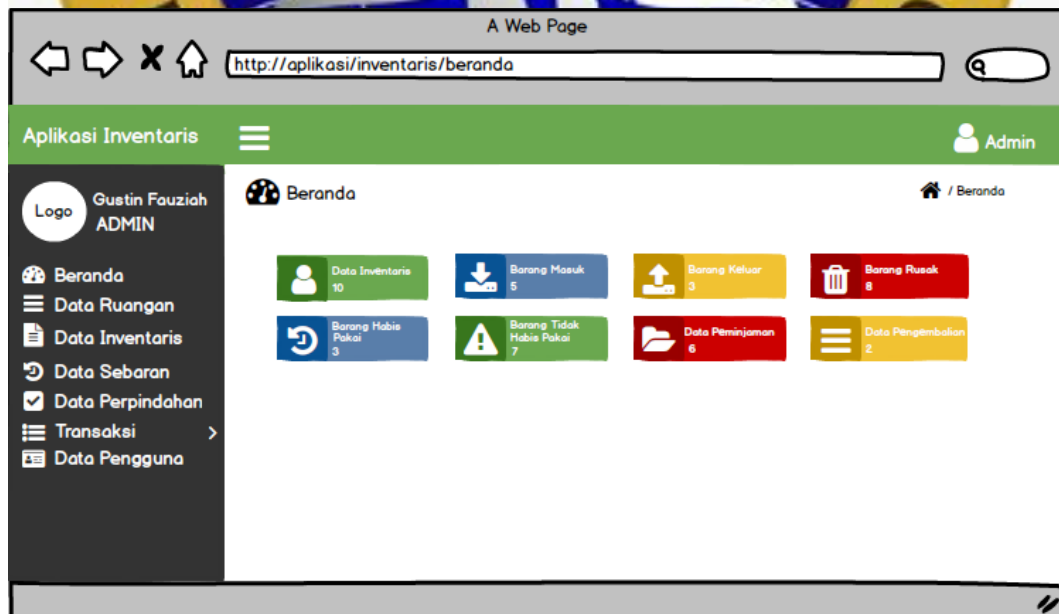 A Web Page
http://aplikasi/inventaris/beranda
Aplikasi Inventaris
Admin
Logo
Gustin Fauziah
ADMIN
Beranda
Data Ruangan
Data Inventaris
Data Sebaran
Data Perpindahan
Transaksi
Data Pengguna
Beranda
/ Beranda
Data Inventaris
10
Barang Masuk
5
Barang Keluar
3
Barang Rusak
8
Barang Habis
Pakai
3
Barang Tidak
Habis Pakai
7
Data Peminjaman
6
Data Pengembalian
2